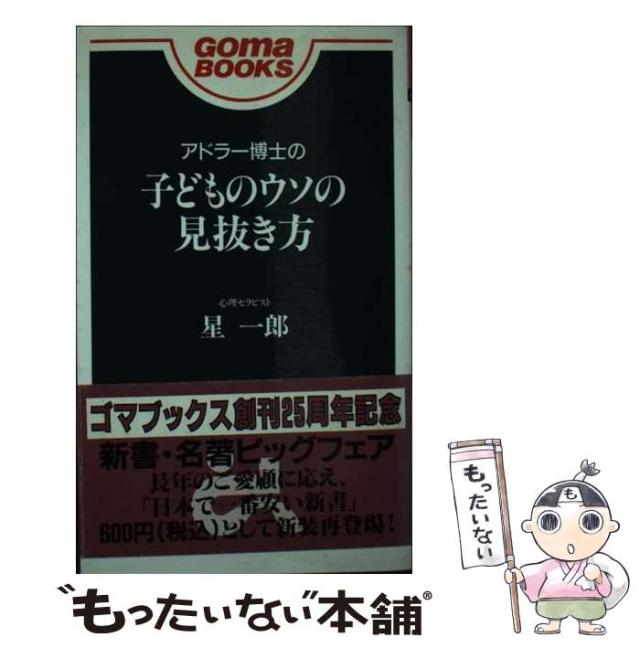 Goma
BOOKS
アドラー博士の
子どものウソの
見抜き方
心理セラピスト
星 一郎
ゴマブックス創刊25周年記念
新書・名著ビッグフェア
長年のご愛顧に応え、
「日本で一番安い新書」
600円(税込)として新装再登場!
もったいない
も
"もったいない"本舗®